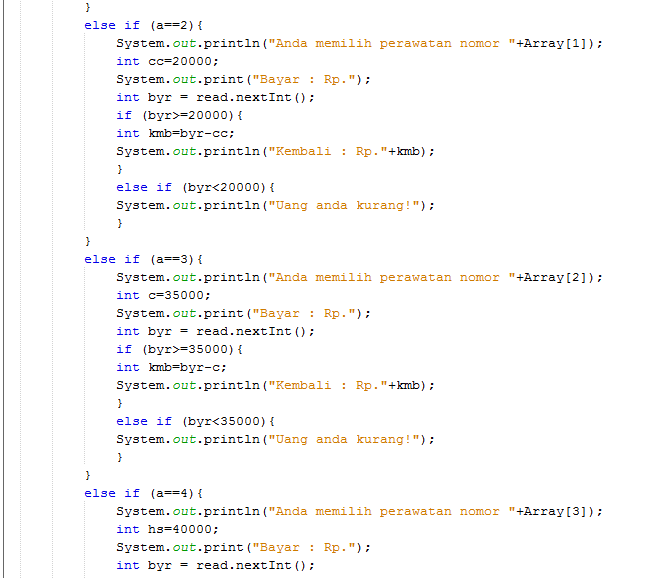 }
else if (a==2){
System.out.println("Anda memilih perawatan nomor "+Array[1]);
int cc=20000;
System.out.print("Bayar : Rp.");
int byr = read.nextInt();
if (byr>=20000){
int kmb=byr-cc;
System.out.println("Kembali : Rp."+kmb);
}
else if (byr<20000){
System.out.println("Uang anda kurang!");
}
}
else if (a==3){
System.out.println("Anda memilih perawatan nomor "+Array[2]);
int c=35000;
System.out.print("Bayar : Rp.");
int byr = read.nextInt();
if (byr>=35000){
int kmb=byr-c;
System.out.println("Kembali : Rp."+kmb);
}
else if (byr<35000){
System.out.println("Uang anda kurang!");
}
}
else if (a==4){
System.out.println("Anda memilih perawatan nomor "+Array[3]);
int hs=40000;
System.out.print("Bayar : Rp.");
int byr = read.nextInt();